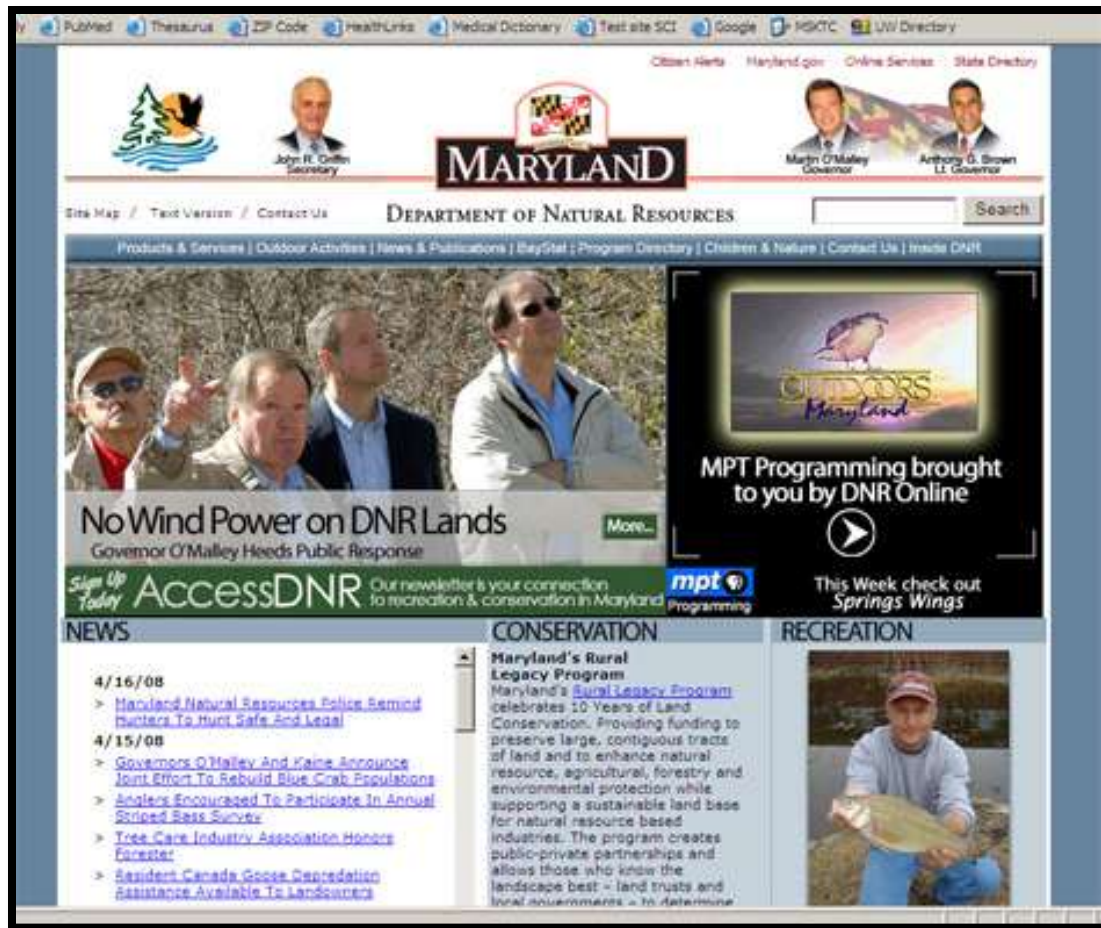 PubMed Thesaurus ZIP Code HealthLinks Medical Dictionary Test site SCI Google MSKTC UW Directory
Citizen Alerts Maryland.gov Online Services State Directory
John R. Griffin
Secretary
MARYLAND
Martin O'Malley
Governor
Anthony G. Brown
Lt. Governor
Site Map / Text Version / Contact Us
DEPARTMENT OF NATURAL RESOURCES
Search
Products & Services | Outdoor Activities | News & Publications | BayStat | Program Directory | Children & Nature | Contact Us | Inside DNR
No Wind Power on DNR Lands
More...
Governor O'Malley Heeds Public Response
OUTDOORS
Maryland
MPT Programming brought
to you by DNR Online
Sign Up
Today
AccessDNR
Our newsletter is your connection
to recreation & conservation in Maryland
mpt
Programming
This Week check out
Springs Wings
NEWS
4/16/08
> Maryland Natural Resources Police Remind
Hunters To Hunt Safe And Legal
4/15/08
> Governors O'Malley And Kaine Announce
Joint Effort To Rebuild Blue Crab Populations
> Anglers Encouraged To Participate In Annual
Striped Bass Survey
> Tree Care Industry Association Honors
Forester
> Resident Canada Goose Depredation
Assistance Available To Landowners
CONSERVATION
Maryland's Rural
Legacy Program
Maryland's Rural Legacy Program
celebrates 10 Years of Land
Conservation. Providing funding to
preserve large, contiguous tracts
of land and to enhance natural
resource, agricultural, forestry and
environmental protection while
supporting a sustainable land base
for natural resource based
industries. The program creates
public-private partnerships and
allows those who know the
landscape best – land trusts and
local governments – to determine
RECREATION